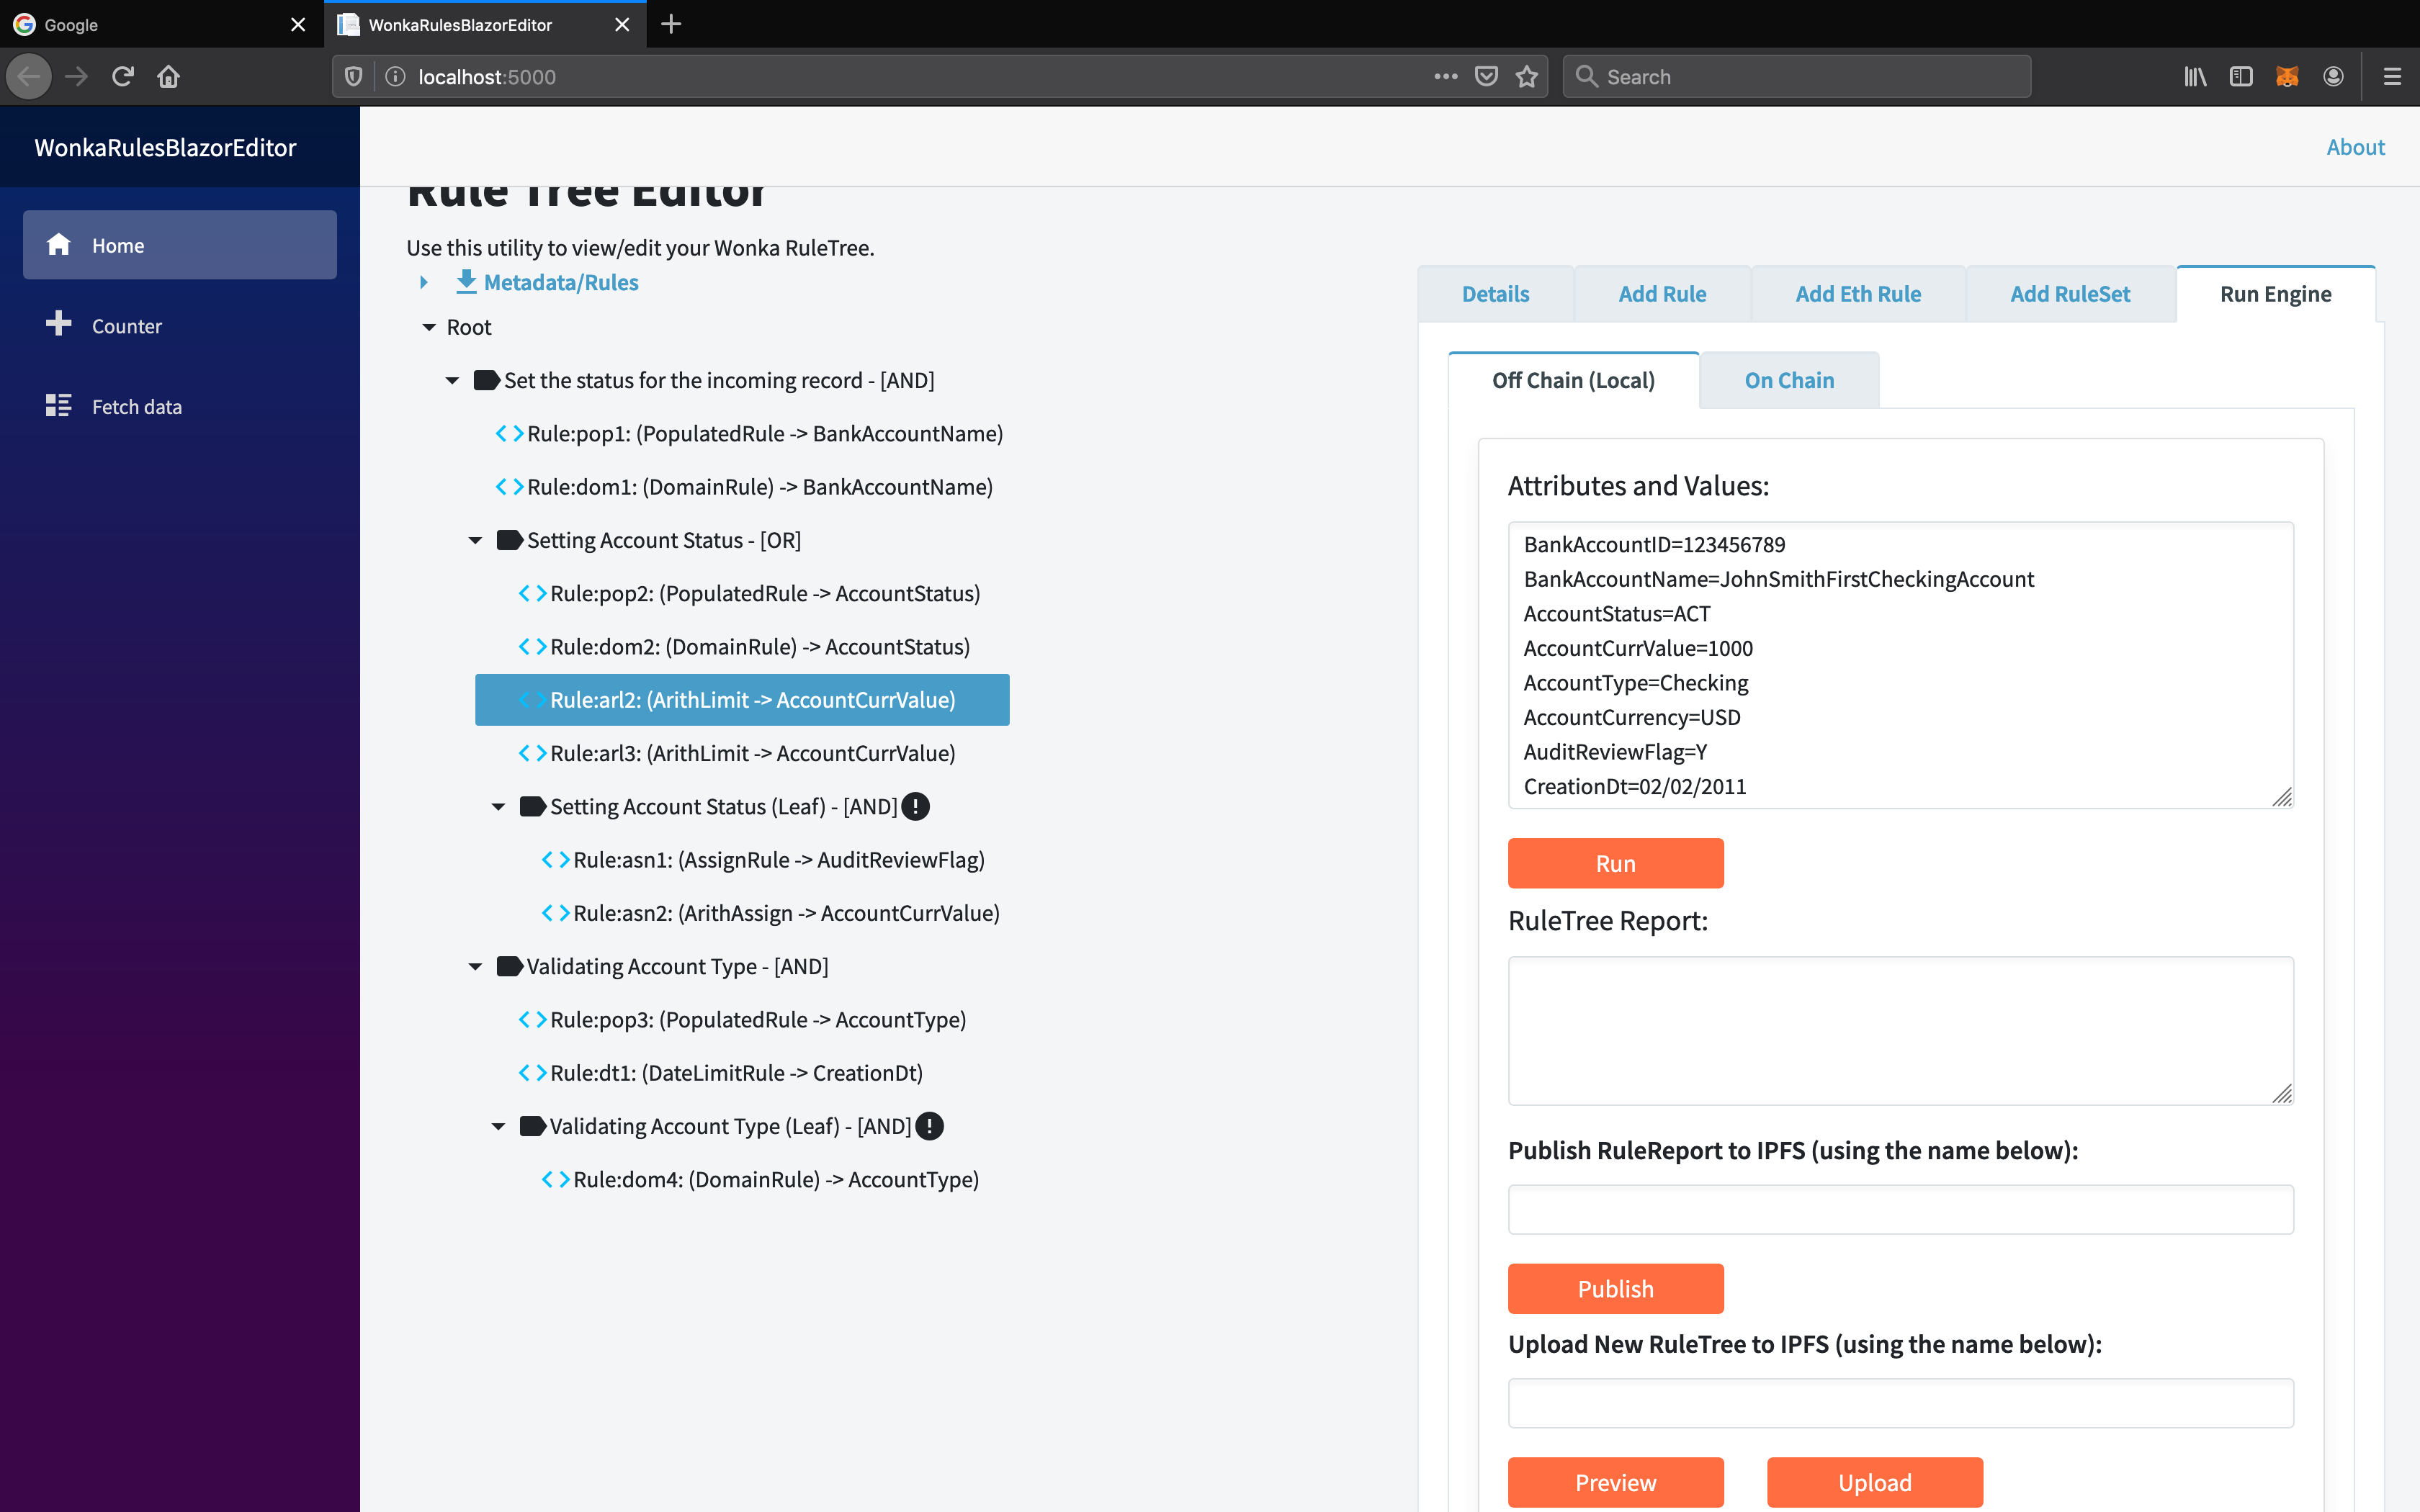 Google
WonkaRulesBlazorEditor
localhost:5000
Search
WonkaRulesBlazorEditor
About
Home
Counter
Fetch data
Rule Tree Editor
Use this utility to view/edit your Wonka RuleTree.
Metadata/Rules
Root
Set the status for the incoming record - [AND]
Rule:pop1: (PopulatedRule -> BankAccountName)
Rule:dom1: (DomainRule) -> BankAccountName)
Setting Account Status - [OR]
Rule:pop2: (PopulatedRule -> AccountStatus)
Rule:dom2: (DomainRule) -> AccountStatus)
Rule:arl2: (ArithLimit -> AccountCurrValue)
Rule:arl3: (ArithLimit -> AccountCurrValue)
Setting Account Status (Leaf) - [AND]
Rule:asn1: (AssignRule -> AuditReviewFlag)
Rule:asn2: (ArithAssign -> AccountCurrValue)
Validating Account Type - [AND]
Rule:pop3: (PopulatedRule -> AccountType)
Rule:dt1: (DateLimitRule -> CreationDt)
Validating Account Type (Leaf) - [AND]
Rule:dom4: (DomainRule) -> AccountType)
Details
Add Rule
Add Eth Rule
Add RuleSet
Run Engine
Off Chain (Local)
On Chain
Attributes and Values:
BankAccountID=123456789
BankAccountName=JohnSmithFirstCheckingAccount
AccountStatus=ACT
AccountCurrValue=1000
AccountType=Checking
AccountCurrency=USD
AuditReviewFlag=Y
CreationDt=02/02/2011
Run
RuleTree Report:
Publish RuleReport to IPFS (using the name below):
Publish
Upload New RuleTree to IPFS (using the name below):
Preview
Upload